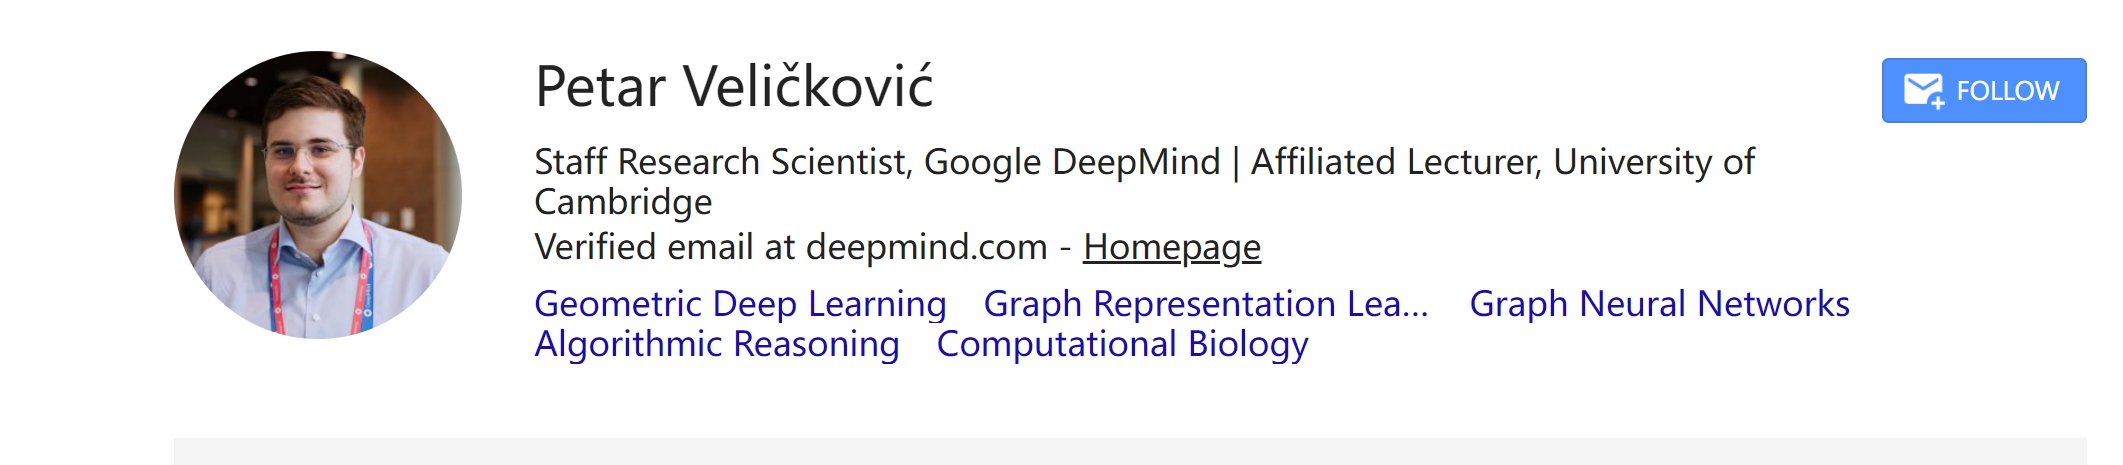 Petar Veličković
FOLLOW
Staff Research Scientist, Google DeepMind | Affiliated Lecturer, University of
Cambridge
Verified email at deepmind.com - Homepage
Geometric Deep Learning Graph Representation Lea... Graph Neural Networks
Algorithmic Reasoning Computational Biology